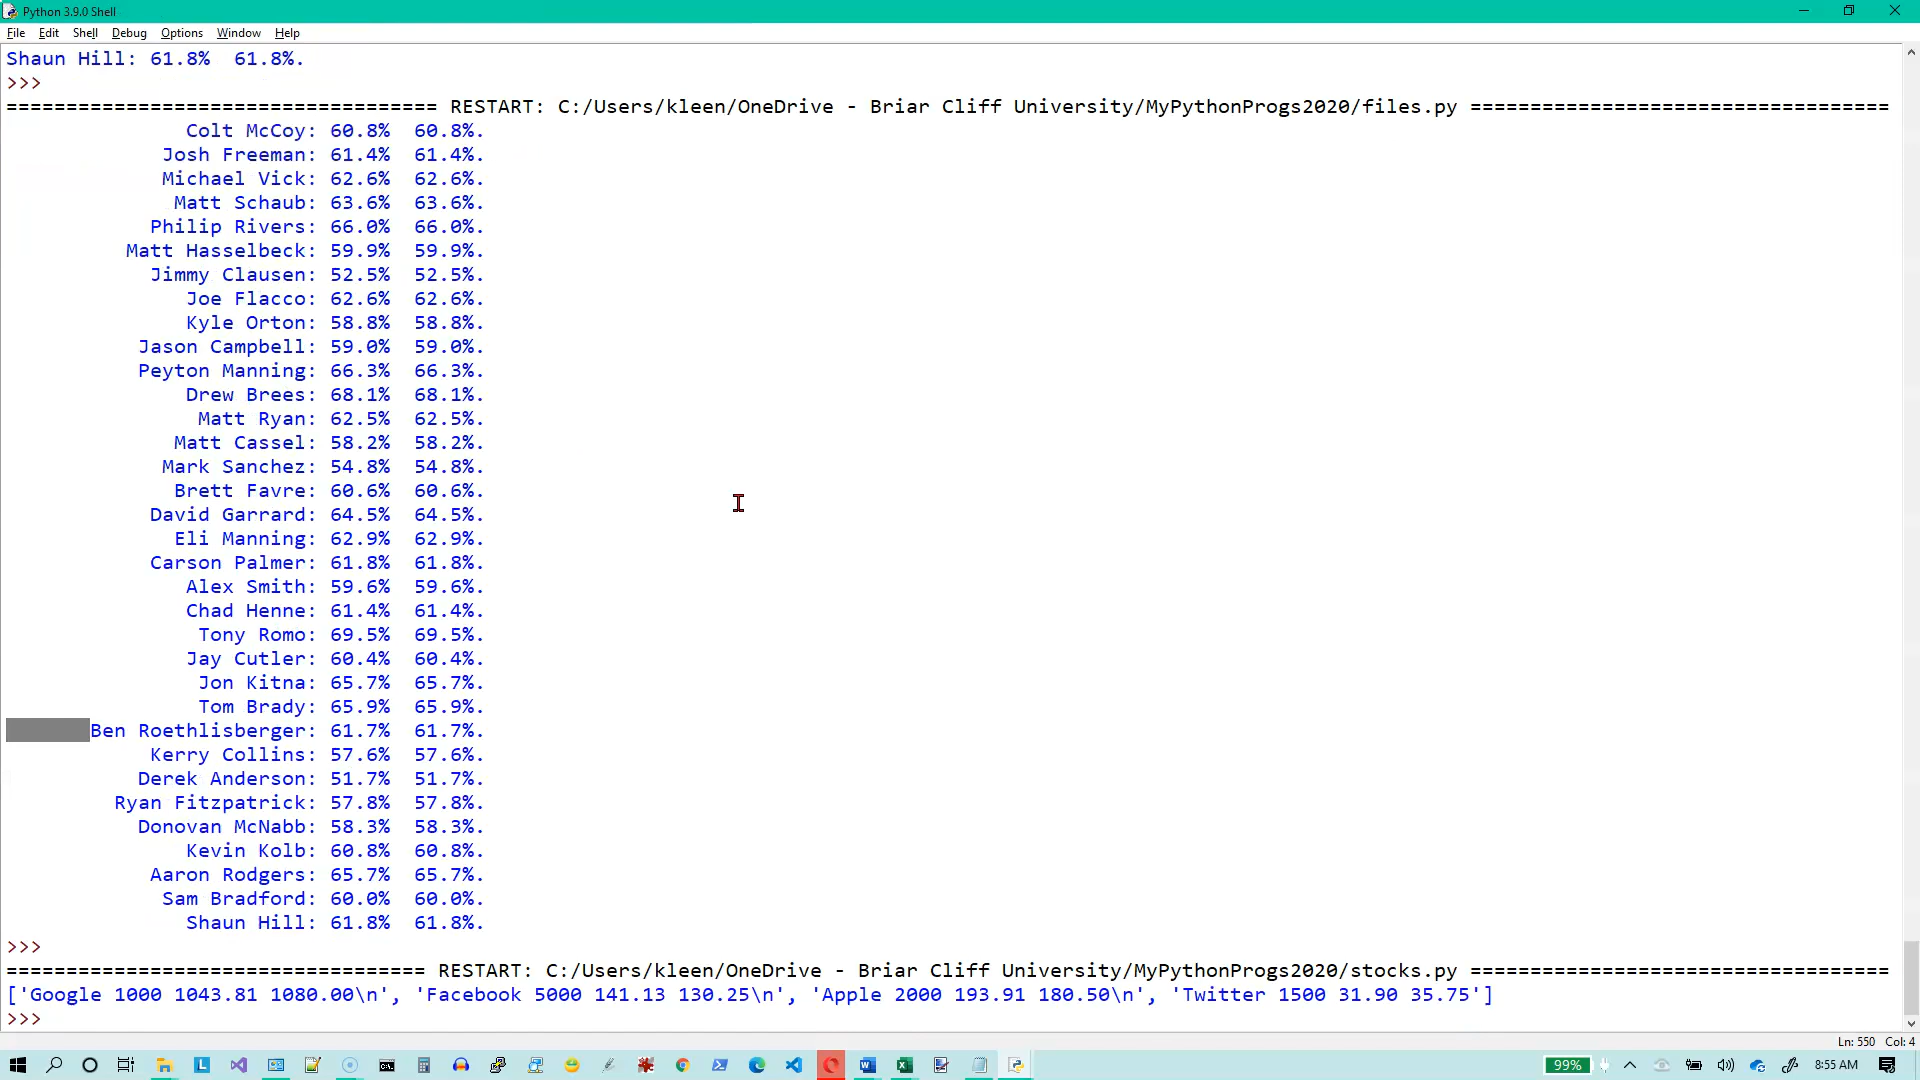 Python 3.9.0 Shell
File Edit Shell Debug Options Window Help
Shaun Hill: 61.8%  61.8%.
>>>
==================================== RESTART: C:/Users/kleen/OneDrive - Briar Cliff University/MyPythonProgs2020/files.py ===================================
Colt McCoy: 60.8%  60.8%.
Josh Freeman: 61.4%  61.4%.
Michael Vick: 62.6%  62.6%.
Matt Schaub: 63.6%  63.6%.
Philip Rivers: 66.0%  66.0%.
Matt Hasselbeck: 59.9%  59.9%.
Jimmy Clausen: 52.5%  52.5%.
Joe Flacco: 62.6%  62.6%.
Kyle Orton: 58.8%  58.8%.
Jason Campbell: 59.0%  59.0%.
Peyton Manning: 66.3%  66.3%.
Drew Brees: 68.1%  68.1%.
Matt Ryan: 62.5%  62.5%.
Matt Cassel: 58.2%  58.2%.
Mark Sanchez: 54.8%  54.8%.
Brett Favre: 60.6%  60.6%.
David Garrard: 64.5%  64.5%.
Eli Manning: 62.9%  62.9%.
Carson Palmer: 61.8%  61.8%.
Alex Smith: 59.6%  59.6%.
Chad Henne: 61.4%  61.4%.
Tony Romo: 69.5%  69.5%.
Jay Cutler: 60.4%  60.4%.
Jon Kitna: 65.7%  65.7%.
Tom Brady: 65.9%  65.9%.
Ben Roethlisberger: 61.7%  61.7%.
Kerry Collins: 57.6%  57.6%.
Derek Anderson: 51.7%  51.7%.
Ryan Fitzpatrick: 57.8%  57.8%.
Donovan McNabb: 58.3%  58.3%.
Kevin Kolb: 60.8%  60.8%.
Aaron Rodgers: 65.7%  65.7%.
Sam Bradford: 60.0%  60.0%.
Shaun Hill: 61.8%  61.8%.
>>>
=================================== RESTART: C:/Users/kleen/OneDrive - Briar Cliff University/MyPythonProgs2020/stocks.py ===================================
['Google 1000 1043.81 1080.00\n', 'Facebook 5000 141.13 130.25\n', 'Apple 2000 193.91 180.50\n', 'Twitter 1500 31.90 35.75']
>>>
Ln: 550 Col: 4
99% 8:55 AM